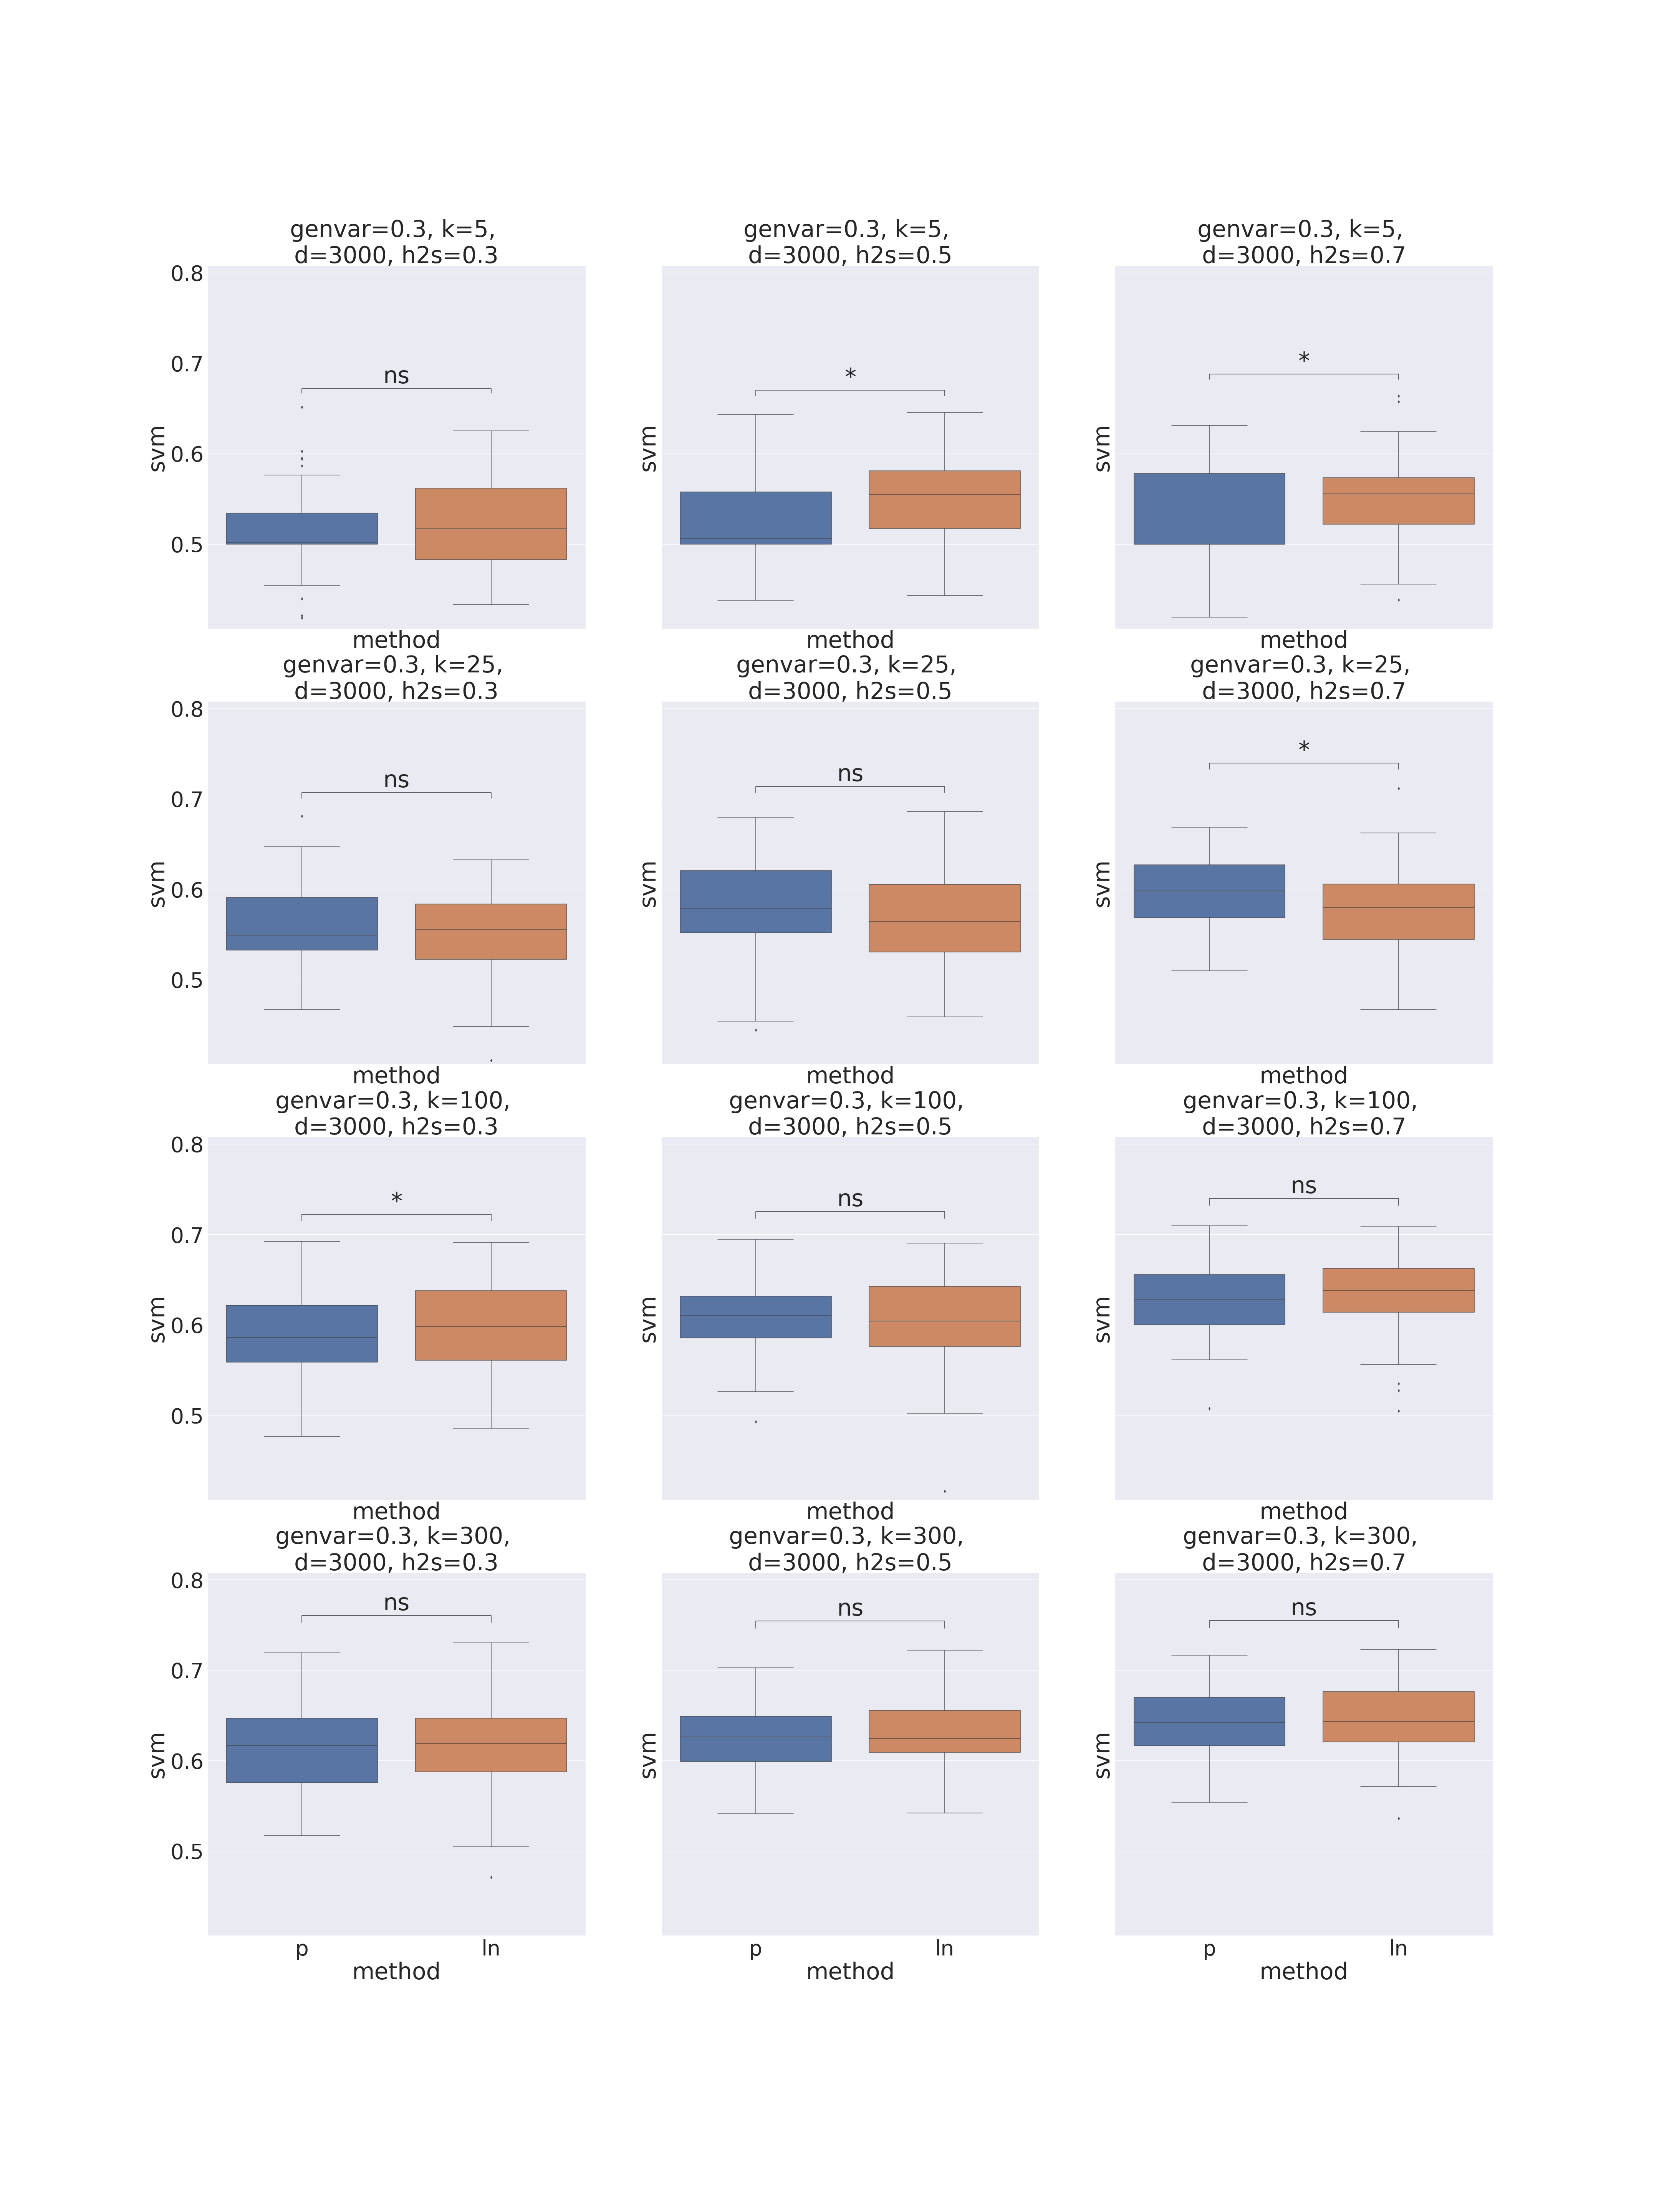 genvar=0.3, k=5,
d=3000, h2s=0.3
genvar=0.3, k=5,
d=3000, h2s=0.5
genvar=0.3, k=5,
d=3000, h2s=0.7
0.8
0.7
0.6
0.5
svm
svm
svm
ns
*
*
method
method
method
genvar=0.3, k=25,
d=3000, h2s=0.3
genvar=0.3, k=25,
d=3000, h2s=0.5
genvar=0.3, k=25,
d=3000, h2s=0.7
0.8
0.7
0.6
0.5
svm
svm
svm
ns
ns
*
method
method
method
genvar=0.3, k=100,
d=3000, h2s=0.3
genvar=0.3, k=100,
d=3000, h2s=0.5
genvar=0.3, k=100,
d=3000, h2s=0.7
0.8
0.7
0.6
0.5
svm
svm
svm
*
ns
ns
method
method
method
genvar=0.3, k=300,
d=3000, h2s=0.3
genvar=0.3, k=300,
d=3000, h2s=0.5
genvar=0.3, k=300,
d=3000, h2s=0.7
0.8
0.7
0.6
0.5
svm
svm
svm
ns
ns
ns
p
ln
p
ln
p
ln
method
method
method